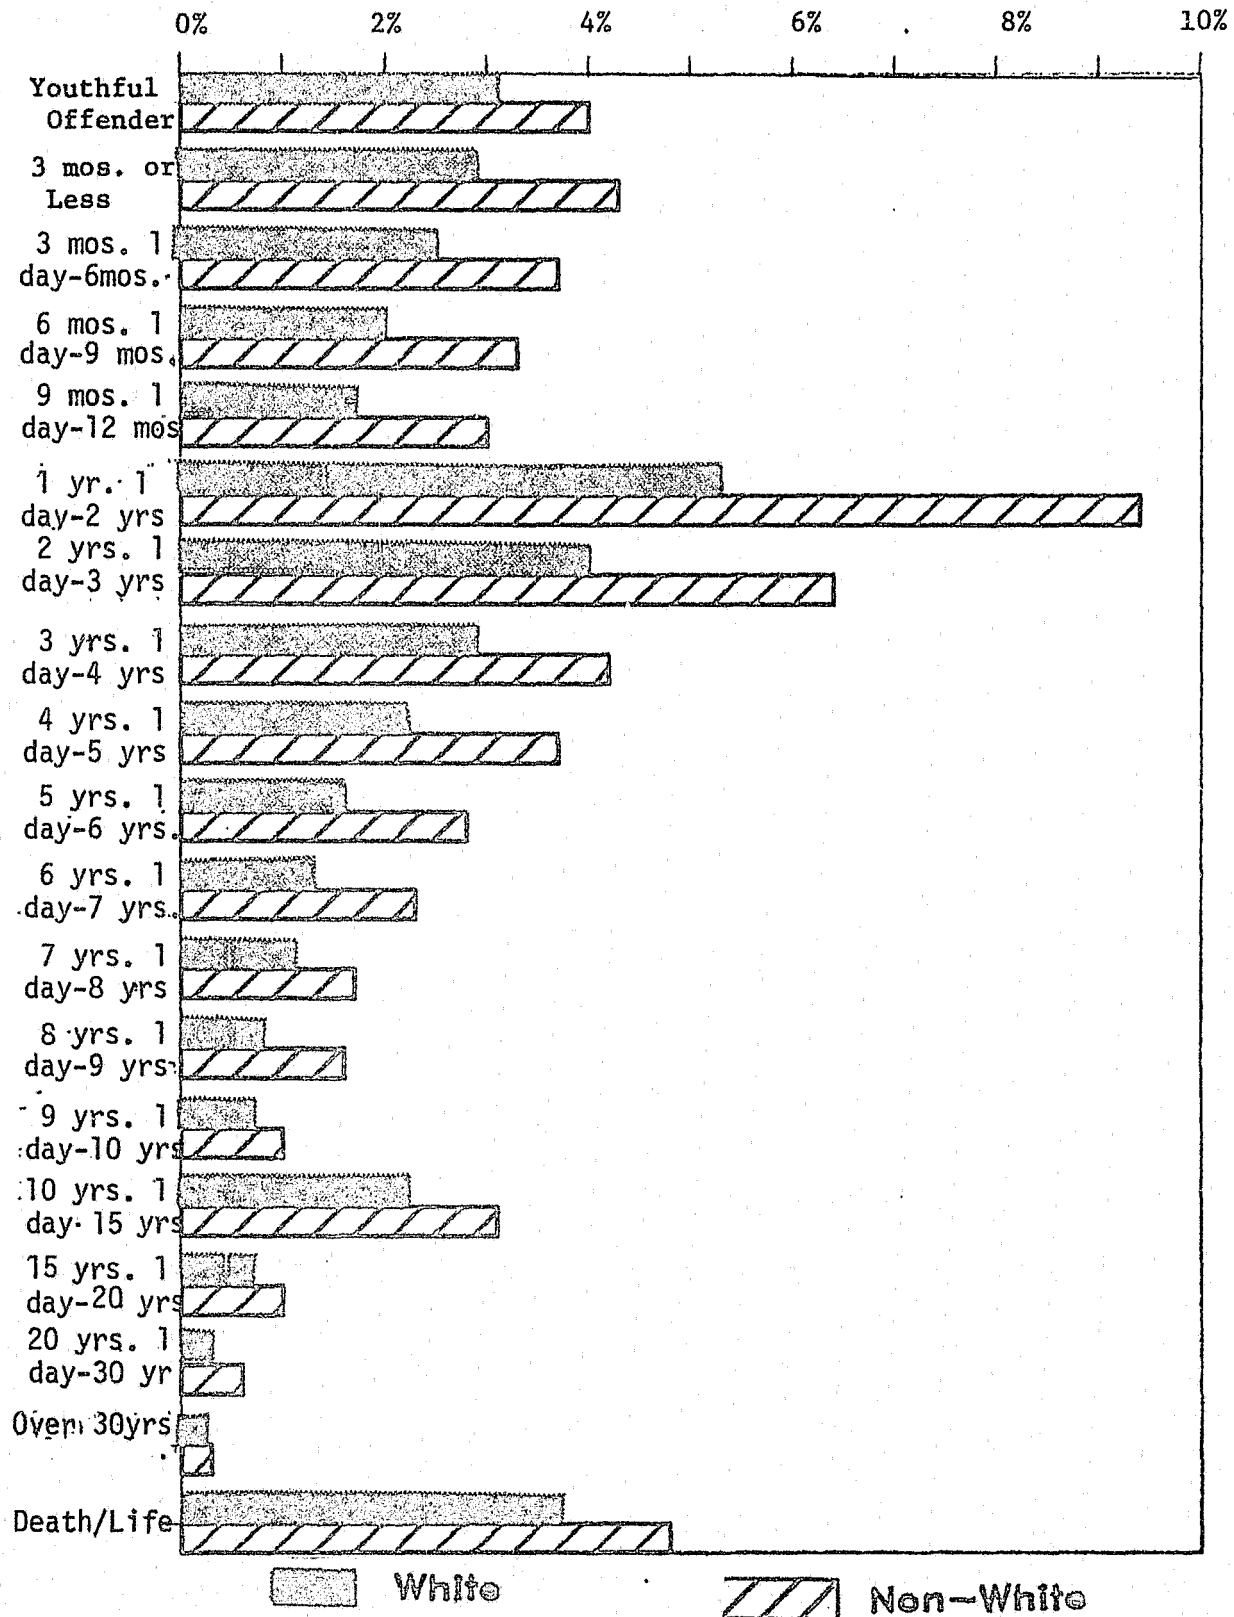 0% 2% 4% 6% 8% 10%
Youthful
Offender
3 mos. or
Less
3 mos. 1
day-6mos.
6 mos. 1
day-9 mos.
9 mos. 1
day-12 mos
1 yr. 1
day-2 yrs
2 yrs. 1
day-3 yrs
3 yrs. 1
day-4 yrs
4 yrs. 1
day-5 yrs
5 yrs. 1
day-6 yrs.
6 yrs. 1
day-7 yrs.
7 yrs. 1
day-8 yrs
8 yrs. 1
day-9 yrs
9 yrs. 1
day-10 yrs
10 yrs. 1
day- 15 yrs
15 yrs. 1
day-20 yrs
20 yrs. 1
day-30 yr
Over 30yrs
Death/Life
White Non-White